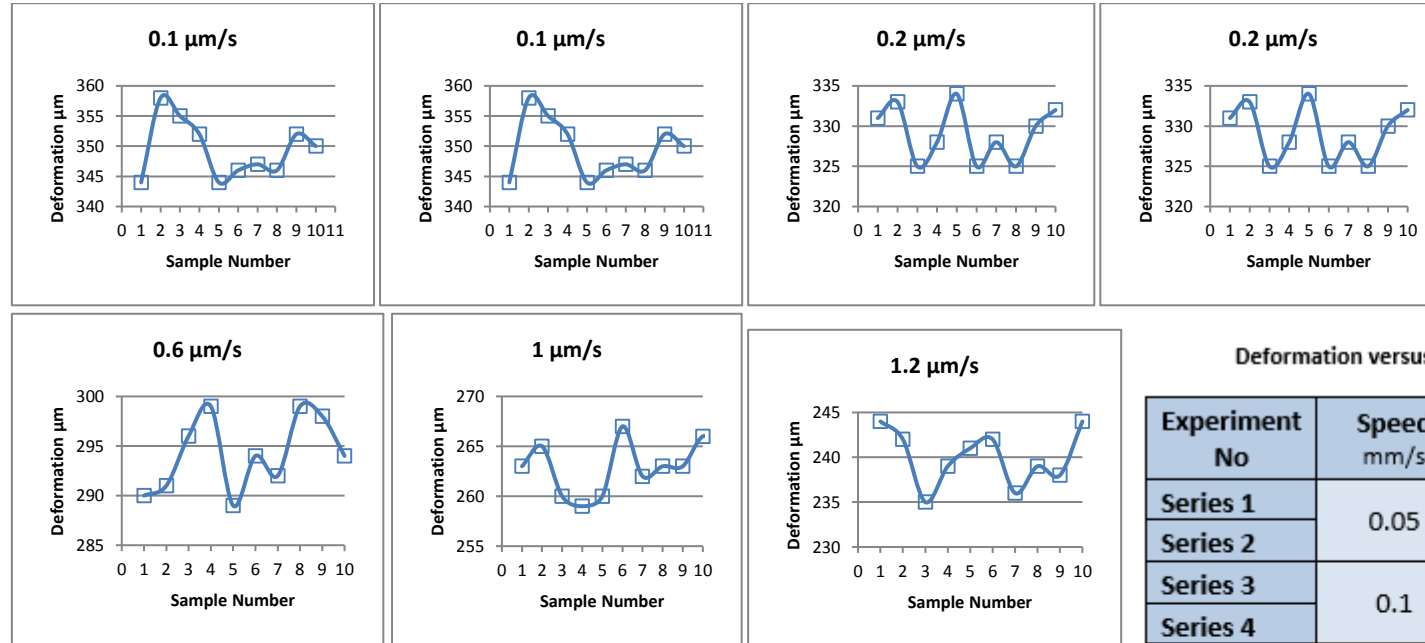 0.1 µm/s
Deformation µm
360
355
350
345
340
0 1 2 3 4 5 6 7 8 9 10 11
Sample Number
0.1 µm/s
Deformation µm
360
355
350
345
340
0 1 2 3 4 5 6 7 8 9 10 11
Sample Number
0.2 µm/s
Deformation µm
335
330
325
320
0 1 2 3 4 5 6 7 8 9 10
Sample Number
0.2 µm/s
Deformation µm
335
330
325
320
0 1 2 3 4 5 6 7 8 9 10
Sample Number
0.6 µm/s
Deformation µm
300
295
290
285
0 1 2 3 4 5 6 7 8 9 10
Sample Number
1 µm/s
Deformation µm
270
265
260
255
0 1 2 3 4 5 6 7 8 9 10
Sample Number
1.2 µm/s
Deformation µm
245
240
235
230
0 1 2 3 4 5 6 7 8 9 10
Sample Number
Deformation versus
Experiment No Speed mm/s
Series 1 0.05
Series 2
Series 3 0.1
Series 4